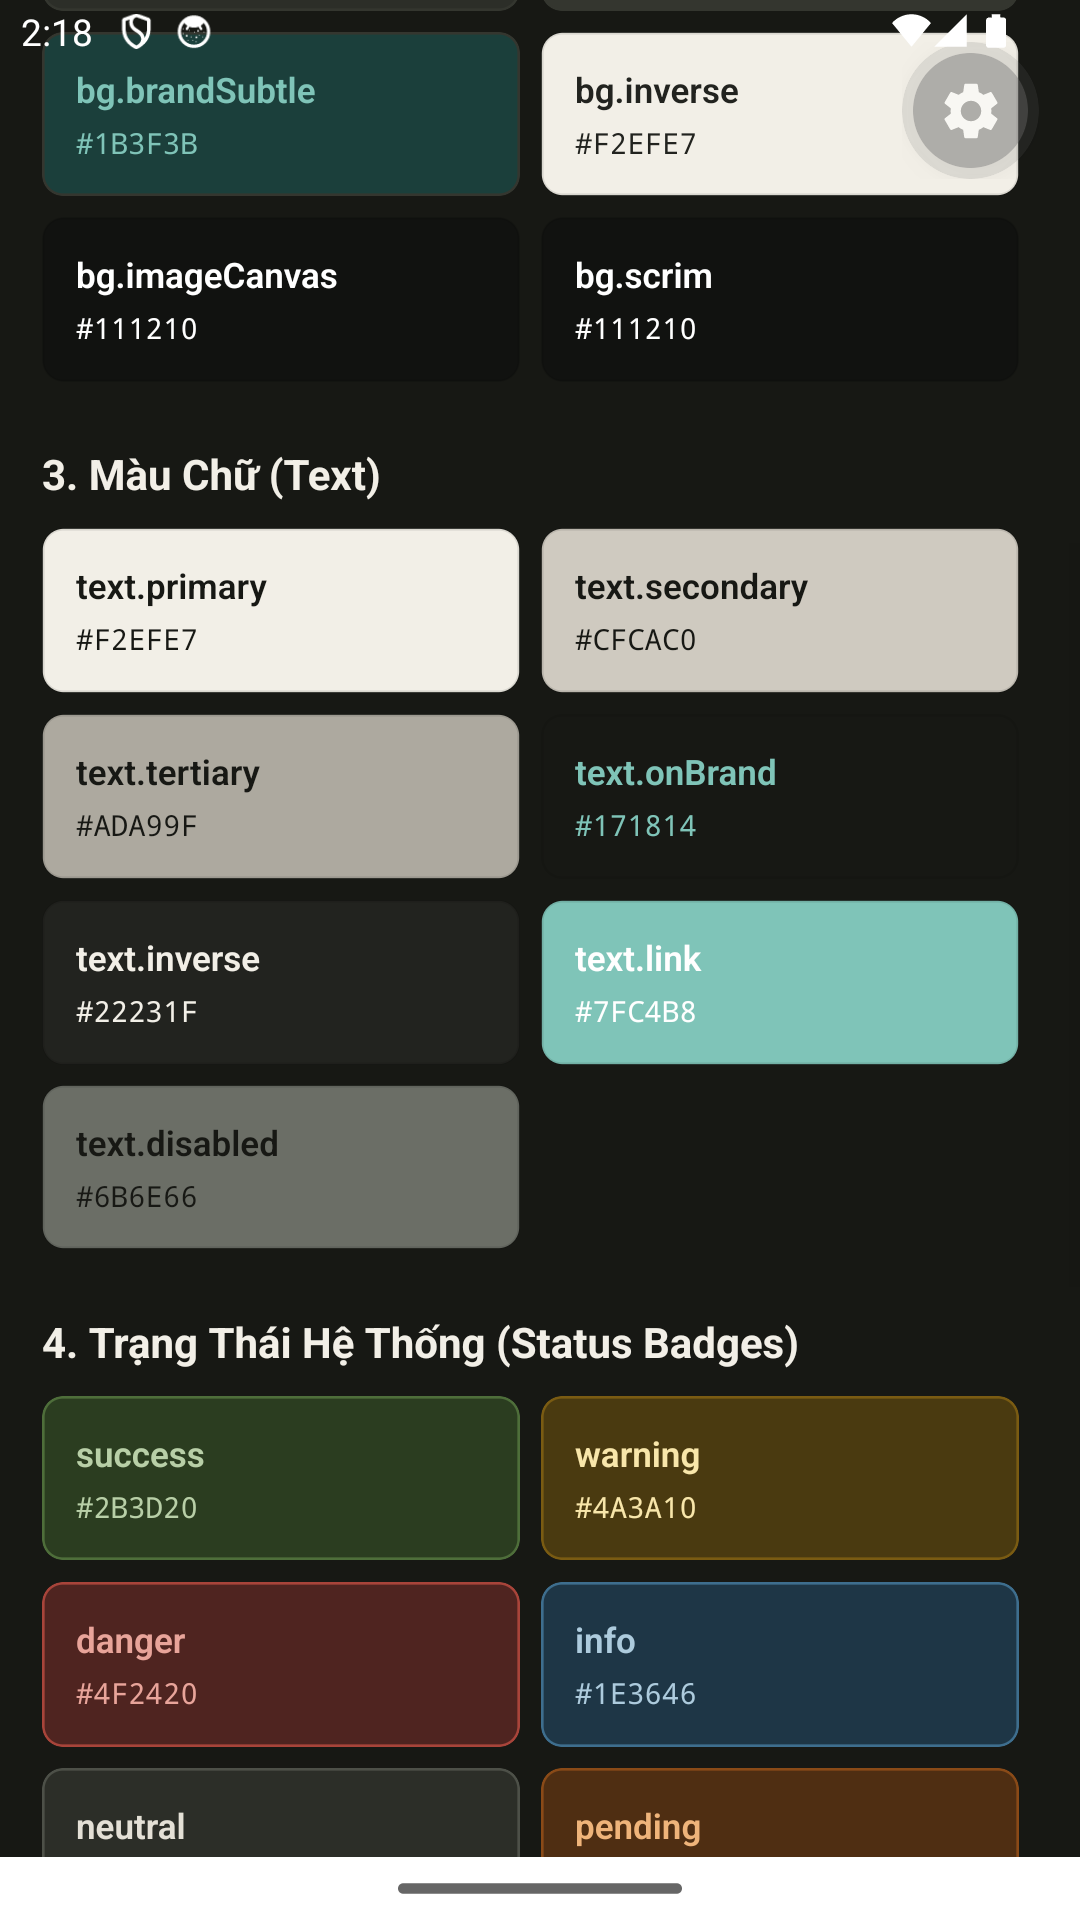 2:18
bg.brandSubtle
#1B3F3B
bg.inverse
#F2EFE7
bg.imageCanvas
#111210
bg.scrim
#111210
3. Màu Chữ (Text)
text.primary
#F2EFE7
text.secondary
#CFCAC0
text.tertiary
#ADA99F
text.onBrand
#171814
text.inverse
#22231F
text.link
#7FC4B8
text.disabled
#6B6E66
4. Trạng Thái Hệ Thống (Status Badges)
success
#2B3D20
warning
#4A3A10
danger
#4F2420
info
#1E3646
neutral
pending